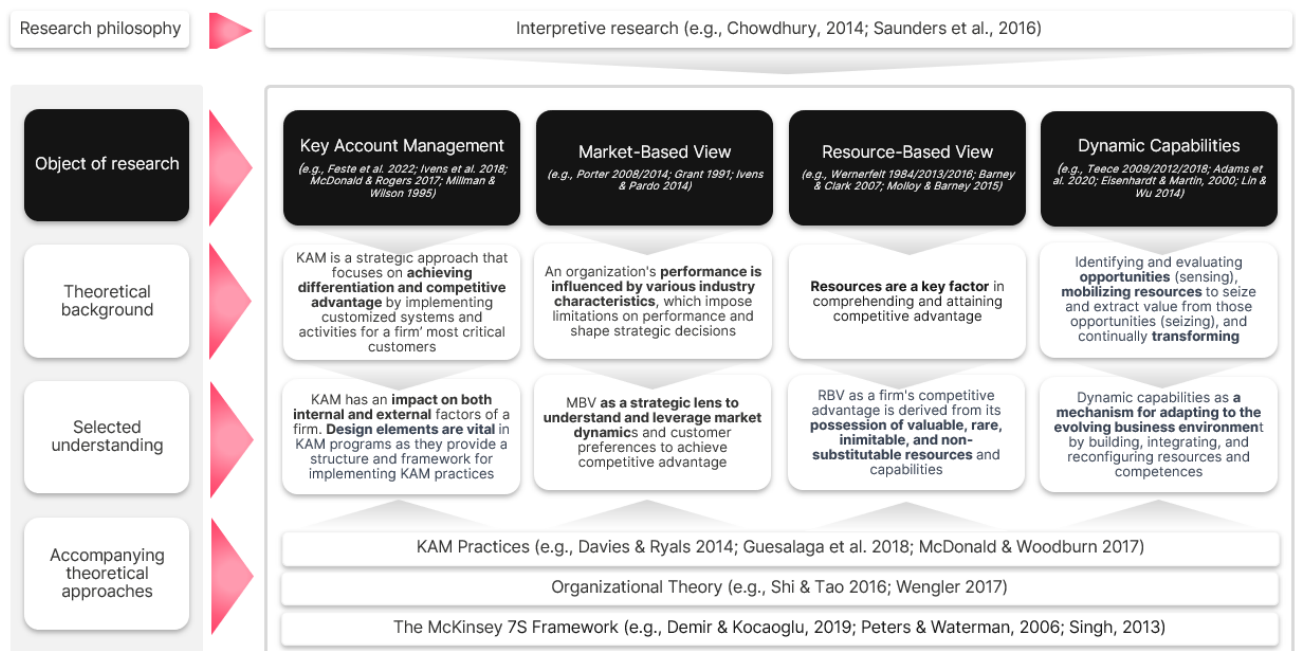 Research philosophy
Interpretive research (e.g., Chowdhury, 2014; Saunders et al., 2016)
Object of research
Key Account Management
(e.g., Feste et al. 2022; Ivens et al. 2018;
McDonald & Rogers 2017; Millman &
Wilson 1995)
Market-Based View
(e.g., Porter 2008/2014; Grant 1991; Ivens
& Pardo 2014)
Resource-Based View
(e.g., Wernerfelt 1984/2013/2016; Barney
& Clark 2007; Molloy & Barney 2015)
Dynamic Capabilities
(e.g., Teece 2009/2012/2018; Adams et
al. 2020; Eisenhardt & Martin, 2000; Lin &
Wu 2014)
Theoretical
background
KAM is a strategic approach that
focuses on achieving
differentiation and competitive
advantage by implementing
customized systems and
activities for a firm' most critical
customers
An organization's performance is
influenced by various industry
characteristics, which impose
limitations on performance and
shape strategic decisions
Resources are a key factor in
comprehending and attaining
competitive advantage
Identifying and evaluating
opportunities (sensing),
mobilizing resources to seize
and extract value from those
opportunities (seizing), and
continually transforming
Selected
understanding
KAM has an impact on both
internal and external factors of a
firm. Design elements are vital in
KAM programs as they provide a
structure and framework for
implementing KAM practices
MBV as a strategic lens to
understand and leverage market
dynamics and customer
preferences to achieve
competitive advantage
RBV as a firm's competitive
advantage is derived from its
possession of valuable, rare,
inimitable, and non-
substitutable resources and
capabilities
Dynamic capabilities as a
mechanism for adapting to the
evolving business environment
by building, integrating, and
reconfiguring resources and
competences
Accompanying
theoretical
approaches
KAM Practices (e.g., Davies & Ryals 2014; Guesalaga et al. 2018; McDonald & Woodburn 2017)
Organizational Theory (e.g., Shi & Tao 2016; Wengler 2017)
The McKinsey 7S Framework (e.g., Demir & Kocaoglu, 2019; Peters & Waterman, 2006; Singh, 2013)